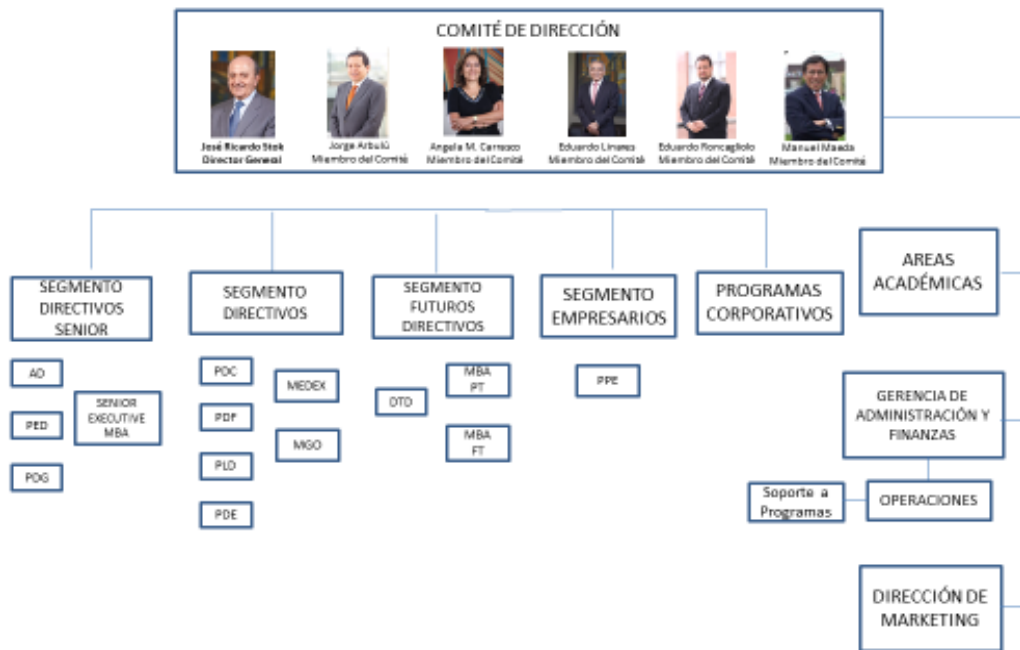 COMITÉ DE DIRECCIÓN
José Ricardo Stok
Director General
Jorge Arbulú
Miembro del Comité
Angela M. Carrasco
Miembro del Comité
Eduardo Linares
Miembro del Comité
Eduardo Roncagliolo
Miembro del Comité
Manuel Maeda
Miembro del Comité
SEGMENTO
DIRECTIVOS
SENIOR
AD
PED
PDG
SENIOR
EXECUTIVE
MBA
SEGMENTO
DIRECTIVOS
PDC
PDF
PLD
PDE
MEDEX
MGO
SEGMENTO
FUTUROS
DIRECTIVOS
DTD
MBA
PT
MBA
FT
SEGMENTO
EMPRESARIOS
PPE
PROGRAMAS
CORPORATIVOS
AREAS
ACADÉMICAS
GERENCIA DE
ADMINISTRACIÓN Y
FINANZAS
Soporte a
Programas
OPERACIONES
DIRECCIÓN DE
MARKETING